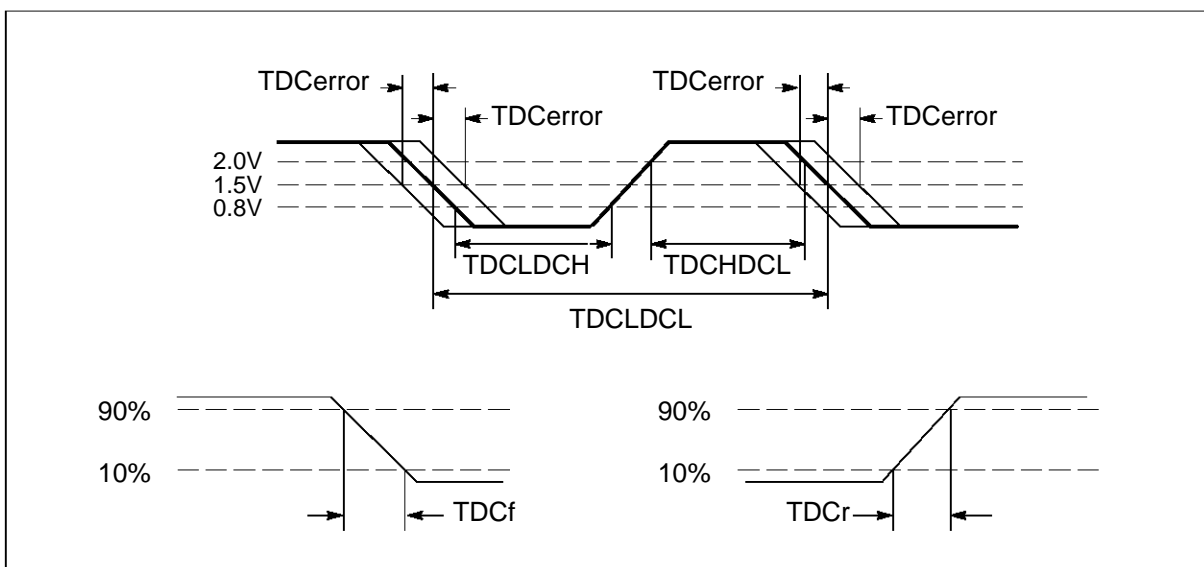 TDCerror
TDCerror
TDCerror
TDCerror
2.0V
1.5V
0.8V
TDCLDCH
TDCHDCL
TDCLDCL
90%
90%
10%
10%
TDCf
TDCr